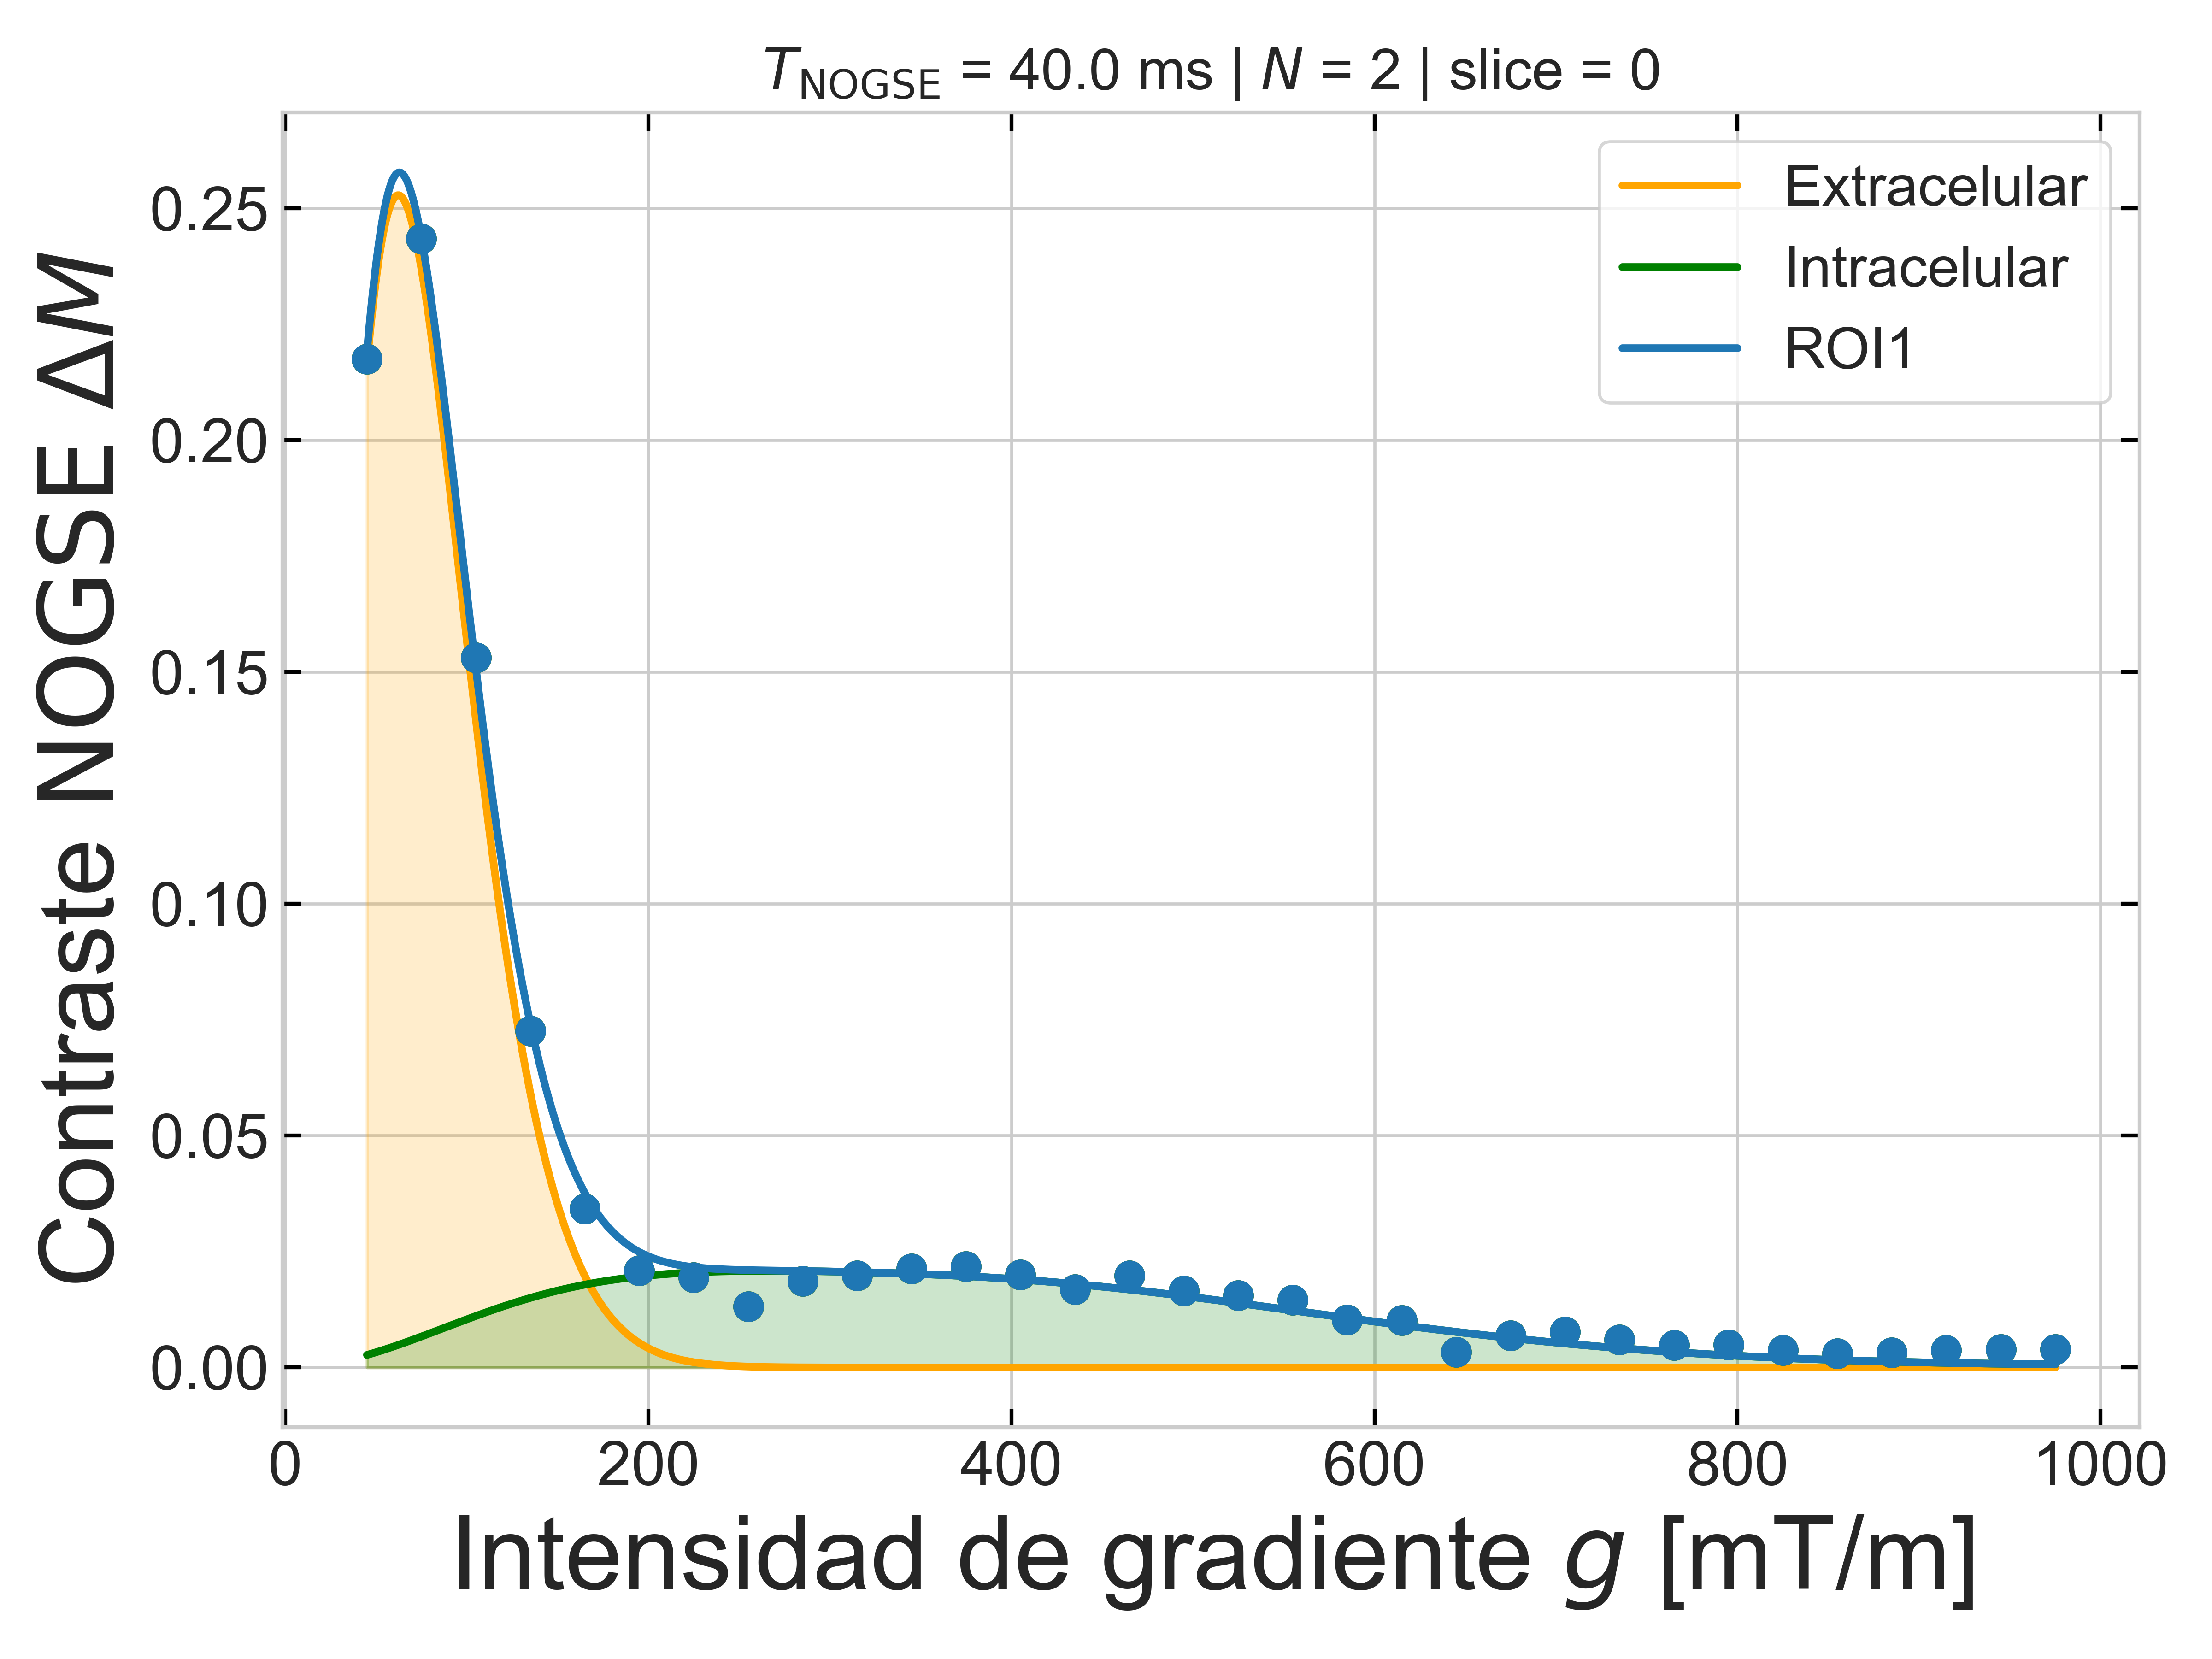 T_NOGSE = 40.0 ms | N = 2 | slice = 0
Contraste NOGSE ΔM
0.25
0.20
0.15
0.10
0.05
0.00
Extracelular
Intracelular
ROI1
0 200 400 600 800 1000
Intensidad de gradiente g [mT/m]